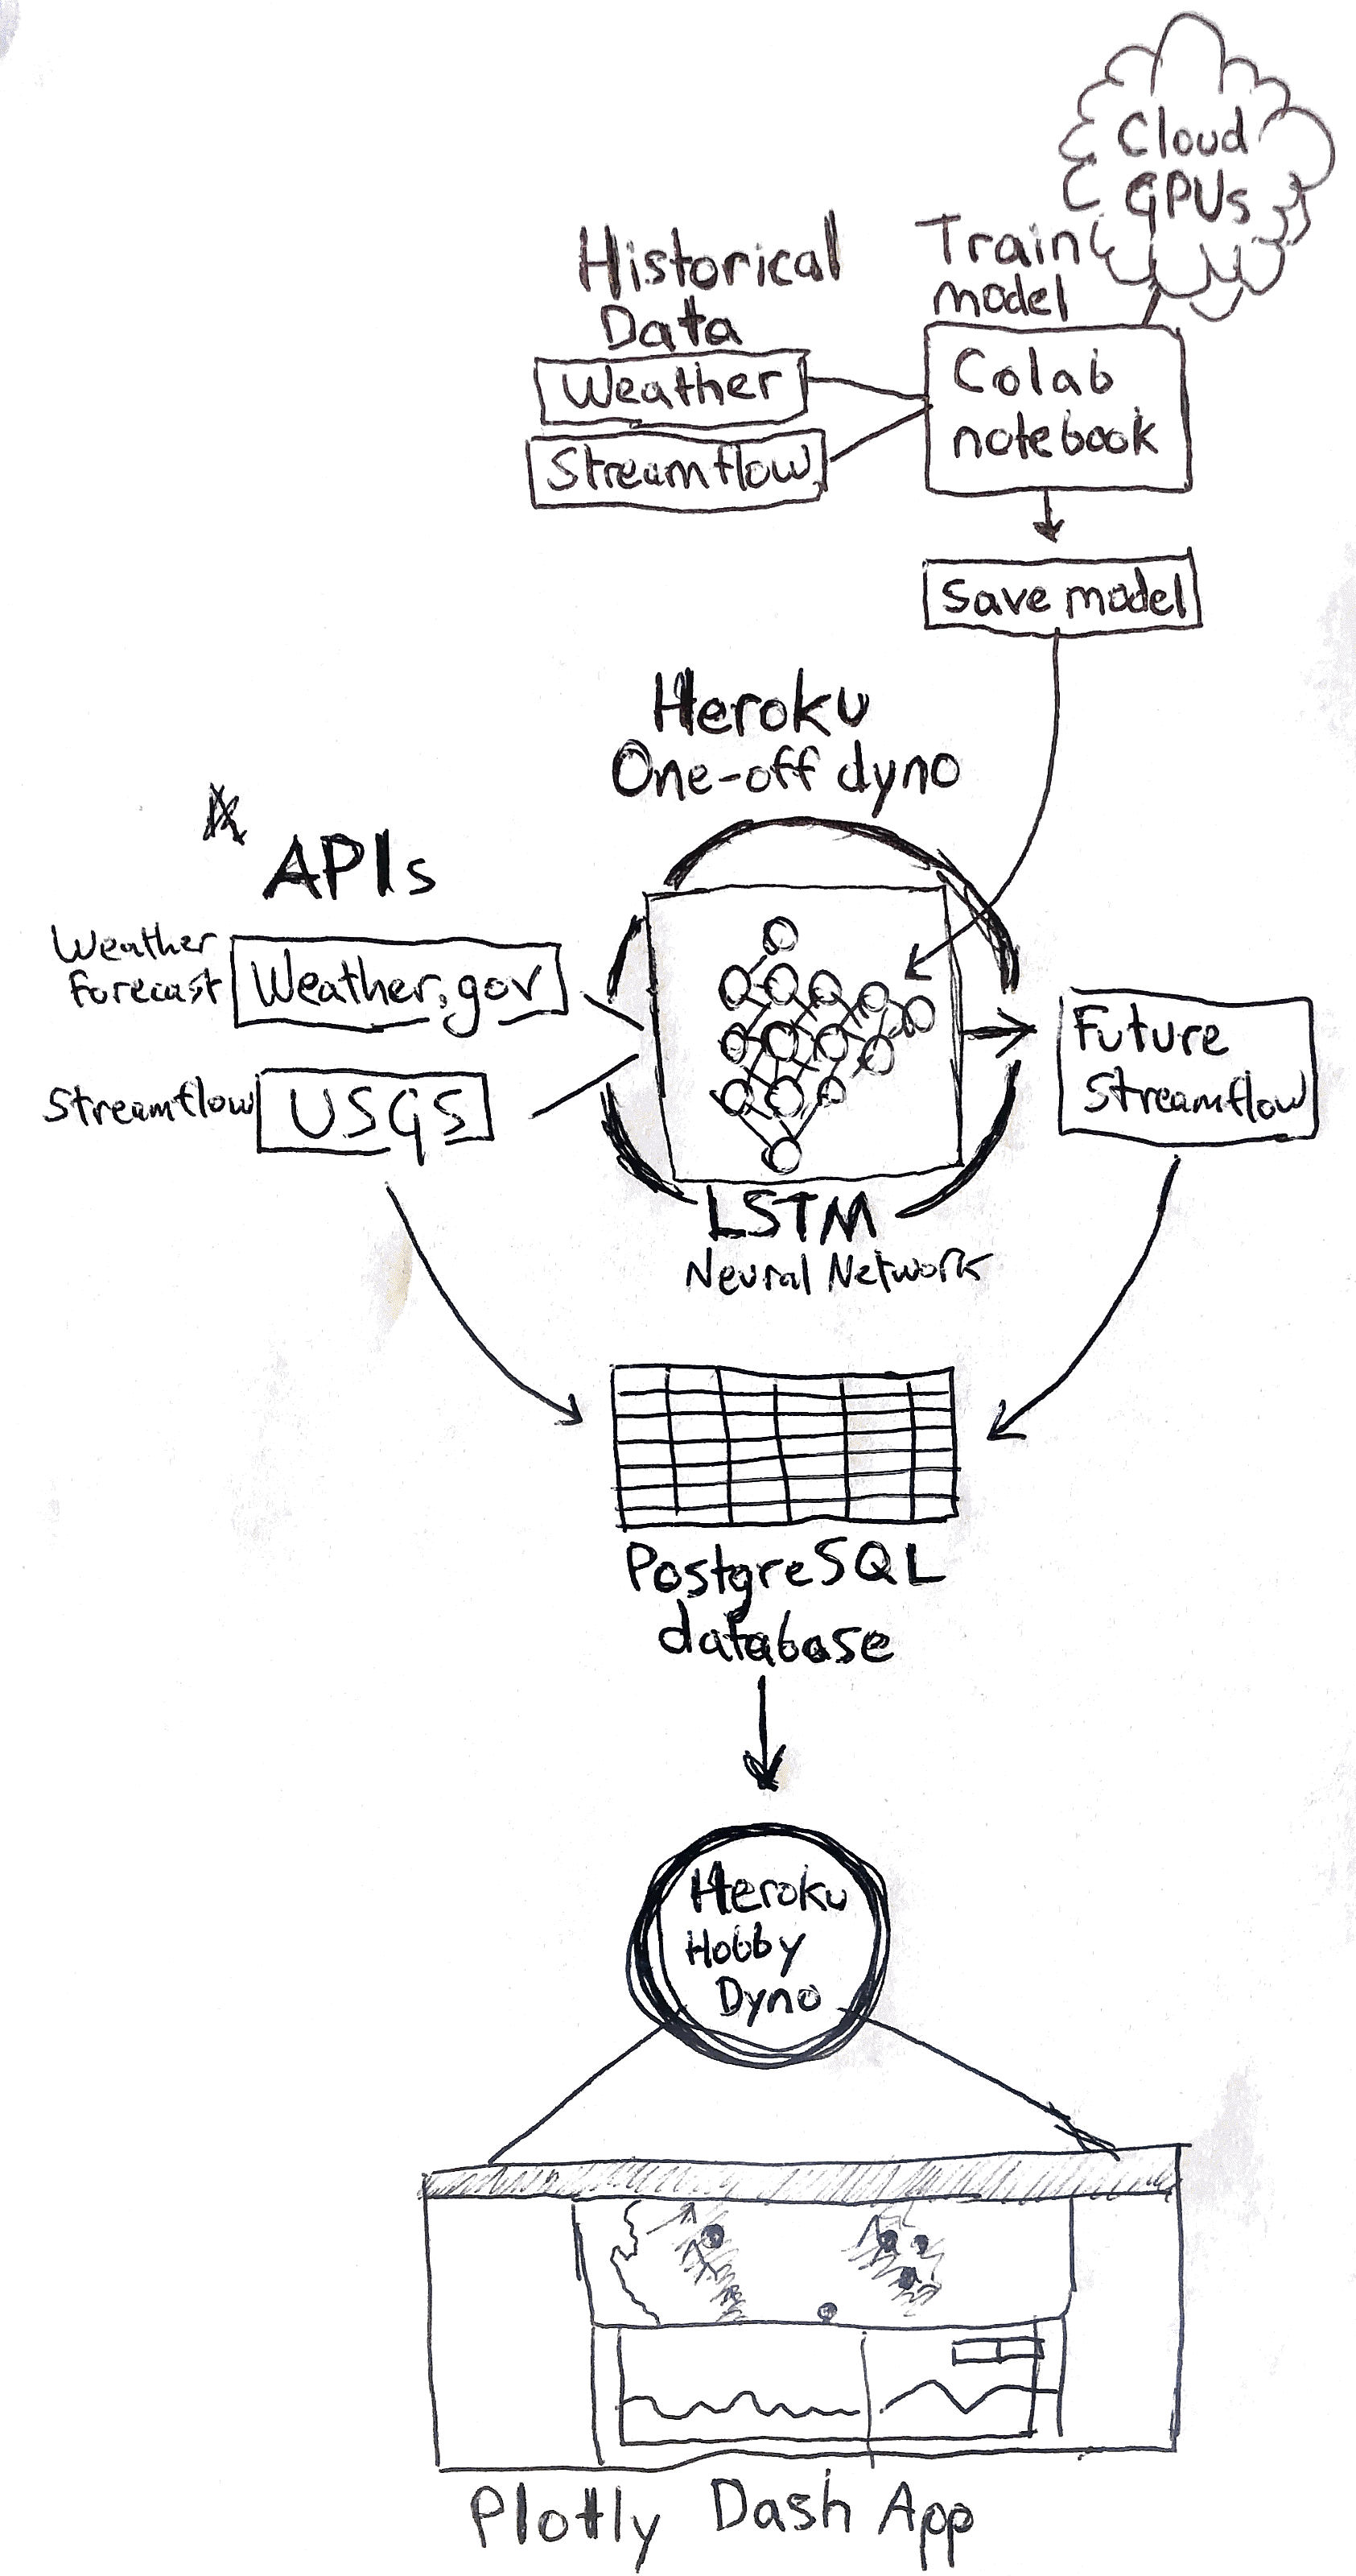 Cloud
GPUs
Train
model
Historical
Data
Weather
Streamflow
Colab
notebook
Save model
Heroku
One-off dyno
APIs
Weather
Forecast
Weather.gov
Streamflow
USGS
Future
Streamflow
LSTM
Neural Network
PostgreSQL
database
Heroku
Hobby
Dyno
Plotly Dash App